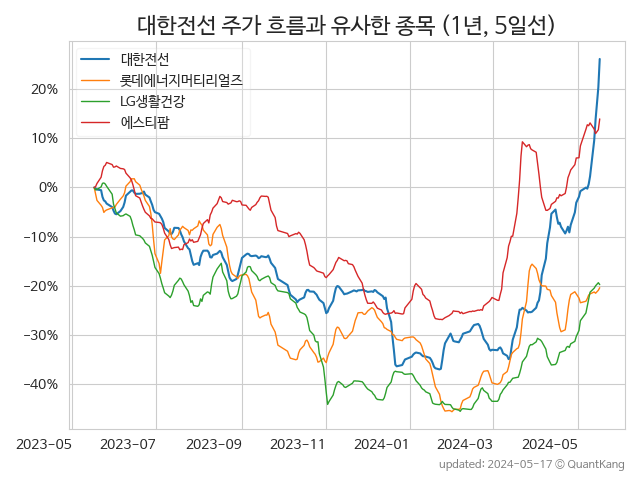 대한전선 주가 흐름과 유사한 종목 (1년, 5일선)
대한전선
롯데에너지머티리얼즈
LG생활건강
에스티팜
20%
10%
0%
−10%
−20%
−30%
−40%
2023−05 2023−07 2023−09 2023−11 2024−01 2024−03 2024−05
updated: 2024−05−17 © QuantKang